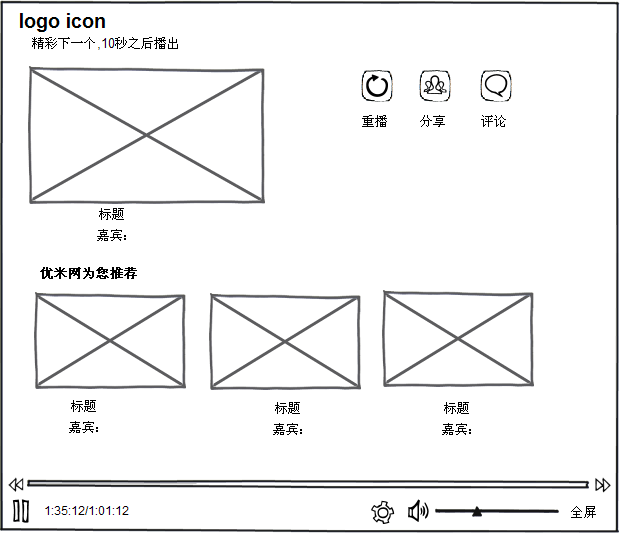 logo icon
精彩下一个,10秒之后播出
重播 分享 评论
标题
嘉宾:
优米网为您推荐
标题 标题 标题
嘉宾: 嘉宾: 嘉宾:
1:35:12/1:01:12 全屏